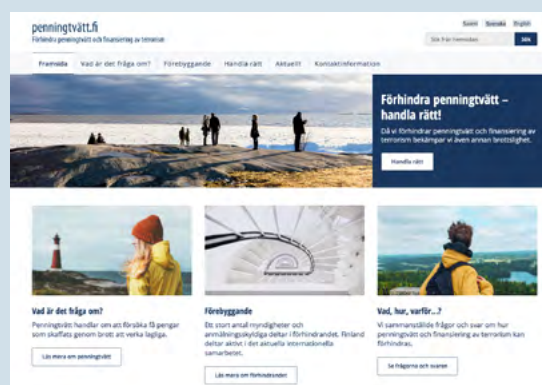 penningtvätt.fi
Förhindra penningtvätt och finansiering av terrorism
Suomi Svenska English
Sök från hemsidan
SÖK
Framsida Vad är det fråga om? Förebyggande Handla rätt Aktuellt Kontaktinformation
Förhindra penningtvätt –
handla rätt!
Då vi förhindrar penningtvätt och finansiering av
terrorism bekämpar vi även annan brottslighet.
Handla rätt
Vad är det fråga om?
Penningtvätt handlar om att försöka få pengar
som skaffats genom brott att verka lagliga.
Läs mera om penningtvätt
Förebyggande
Ett stort antal myndigheter och
anmälningsskyldiga deltar i förhindrandet. Finland
deltar aktivt i det aktuella internationella
samarbetet.
Läs mera om förhindrandet
Vad, hur, varför...?
Vi sammanställde frågor och svar om hur
penningtvätt och finansiering av terrorism kan
förhindras.
Se frågorna och svaren